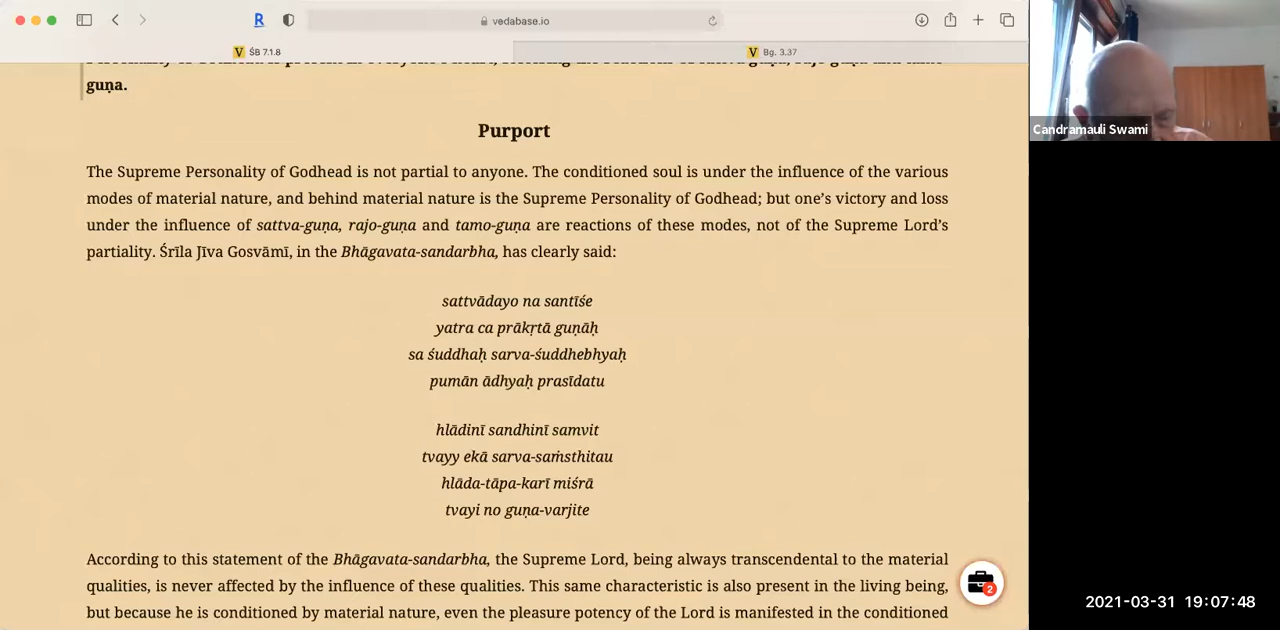 vedabase.io
ŚB 7.1.8
Bg. 3.37
guṇa.
Purport
The Supreme Personality of Godhead is not partial to anyone. The conditioned soul is under the influence of the various
modes of material nature, and behind material nature is the Supreme Personality of Godhead; but one’s victory and loss
under the influence of sattva-guṇa, rajo-guṇa and tamo-guṇa are reactions of these modes, not of the Supreme Lord’s
partiality. Śrīla Jīva Gosvāmī, in the Bhāgavata-sandarbha, has clearly said:
sattvādayo na santīśe
yatra ca prākṛtā guṇāḥ
sa śuddhaḥ sarva-śuddhebhyaḥ
pumān ādhyaḥ prasīdatu
hlādinī sandhinī samvit
tvayy ekā sarva-saṁsthitau
hlāda-tāpa-karī miśrā
tvayi no guṇa-varjite
According to this statement of the Bhāgavata-sandarbha, the Supreme Lord, being always transcendental to the material
qualities, is never affected by the influence of these qualities. This same characteristic is also present in the living being,
but because he is conditioned by material nature, even the pleasure potency of the Lord is manifested in the conditioned
2
Candramauli Swami
2021-03-31 19:07:48